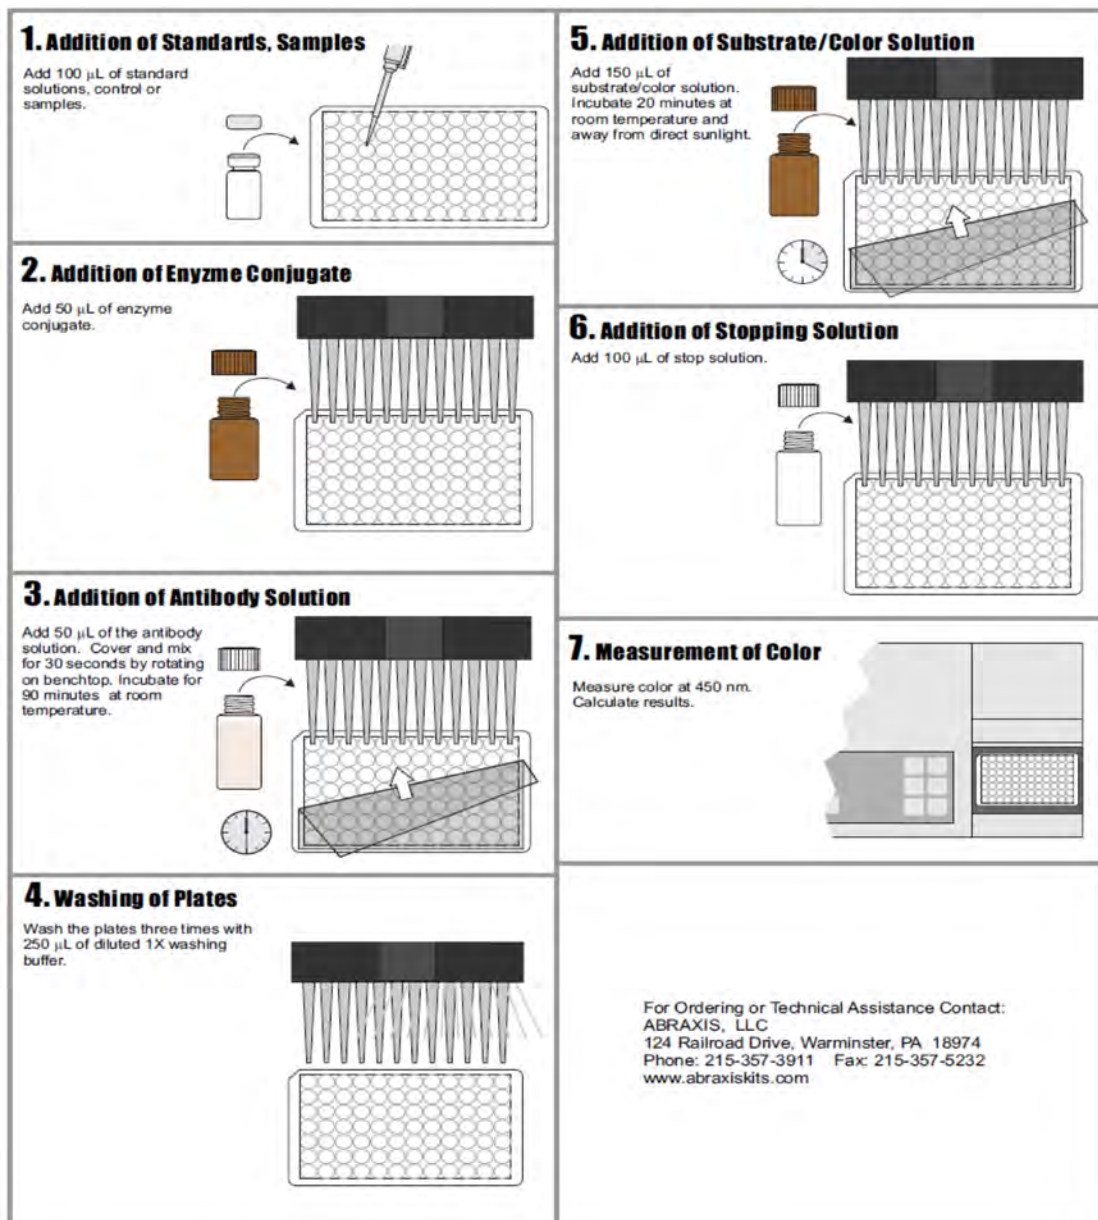 1. Addition of Standards, Samples
Add 100 µL of standard
solutions, control or
samples.
2. Addition of Enyzme Conjugate
Add 50 µL of enzyme
conjugate.
3. Addition of Antibody Solution
Add 50 µL of the antibody
solution. Cover and mix
for 30 seconds by rotating
on benchtop. Incubate for
90 minutes at room
temperature.
4. Washing of Plates
Wash the plates three times with
250 µL of diluted 1X washing
buffer.
5. Addition of Substrate/Color Solution
Add 150 µL of
substrate/color solution.
Incubate 20 minutes at
room temperature and
away from direct sunlight.
6. Addition of Stopping Solution
Add 100 µL of stop solution.
7. Measurement of Color
Measure color at 450 nm.
Calculate results.
For Ordering or Technical Assistance Contact:
ABRAXIS, LLC
124 Railroad Drive, Warminster, PA 18974
Phone: 215-357-3911 Fax: 215-357-5232
www.abraxiskits.com